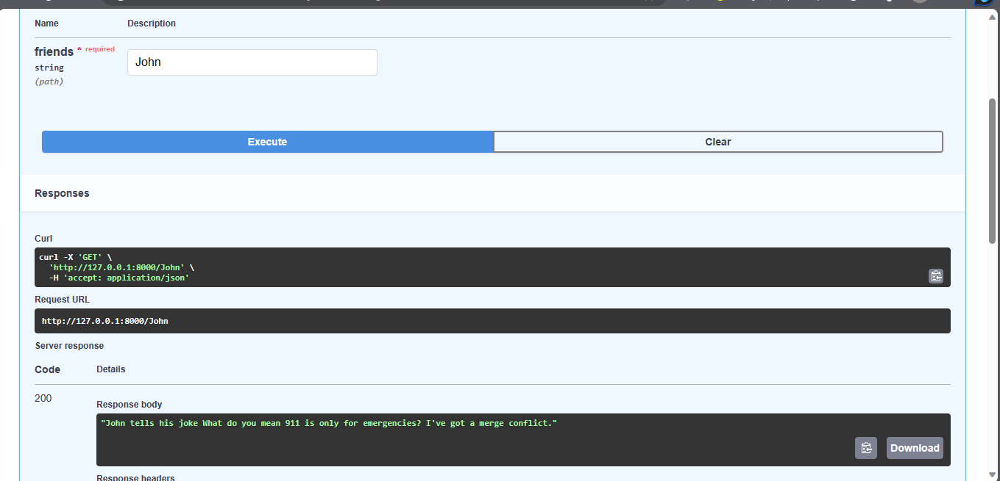 Name Description
friends * required
John
string
(path)
Execute Clear
Responses
Curl
curl -X 'GET' \
'http://127.0.0.1:8000/John' \
-H 'accept: application/json'
Request URL
http://127.0.0.1:8000/John
Server response
Code Details
200
Response body
"John tells his joke What do you mean 911 is only for emergencies? I've got a merge conflict."
Download
Response headers